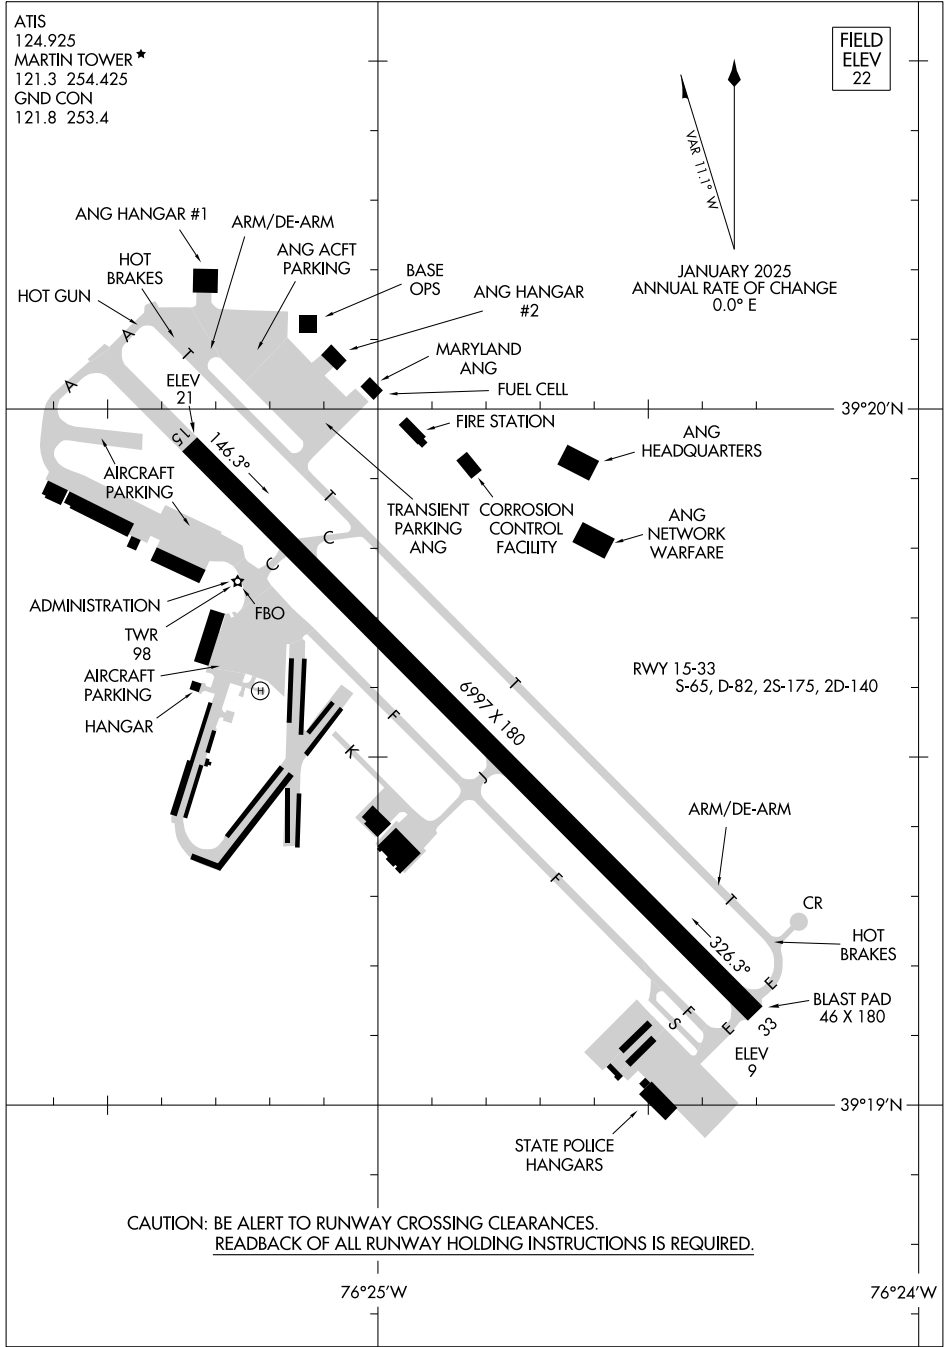 ATIS
124.925
MARTIN TOWER ★
121.3 254.425
GND CON
121.8 253.4
FIELD
ELEV
22
VAR 11.1° W
JANUARY 2025
ANNUAL RATE OF CHANGE
0.0° E
ANG HANGAR #1
ARM/DE-ARM
HOT
BRAKES
ANG ACFT
PARKING
HOT GUN
BASE
OPS
ANG HANGAR
#2
MARYLAND
ANG
FUEL CELL
A
A
T
ELEV
21
39°20'N
FIRE STATION
ANG
HEADQUARTERS
15
146.3°
AIRCRAFT
PARKING
T
TRANSIENT
PARKING
ANG
CORROSION
CONTROL
FACILITY
ANG
NETWORK
WARFARE
C
C
ADMINISTRATION
FBO
TWR
98
AIRCRAFT
PARKING
H
HANGAR
RWY 15-33
S-65, D-82, 2S-175, 2D-140
T
6997 X 180
F
K
J
ARM/DE-ARM
F
T
CR
326.3°
HOT
BRAKES
E
BLAST PAD
46 X 180
F
S
E
33
ELEV
9
39°19'N
STATE POLICE
HANGARS
CAUTION: BE ALERT TO RUNWAY CROSSING CLEARANCES.
READBACK OF ALL RUNWAY HOLDING INSTRUCTIONS IS REQUIRED.
76°25'W
76°24'W